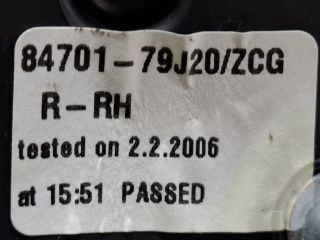 84701-79J20/ZCG
R-RH
tested on 2.2.2006
at 15:51 PASSED